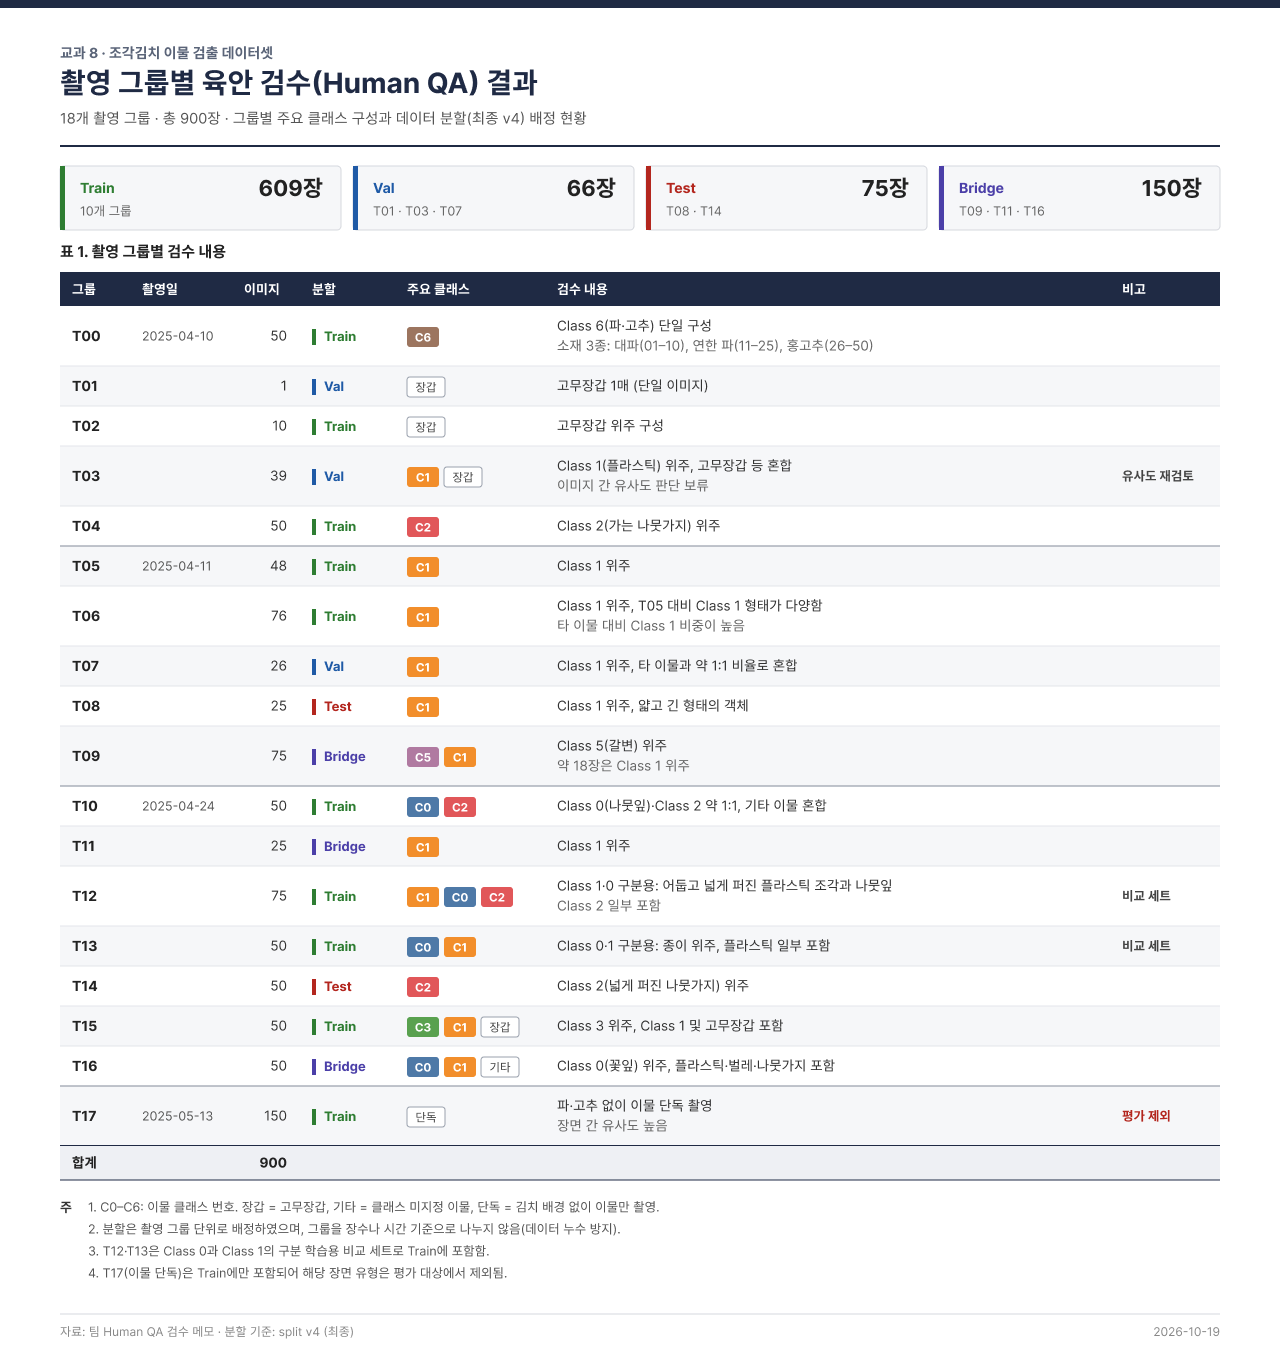 교과 8 · 조각김치 이물 검출 데이터셋
촬영 그룹별 육안 검수(Human QA) 결과
18개 촬영 그룹 · 총 900장 · 그룹별 주요 클래스 구성과 데이터 분할(최종 v4) 배정 현황
Train 609장
10개 그룹
Val 66장
T01 · T03 · T07
Test 75장
T08 · T14
Bridge 150장
T09 · T11 · T16
표 1. 촬영 그룹별 검수 내용
그룹 촬영일 이미지 분할 주요 클래스 검수 내용 비고
T00 2025-04-10 50 Train C6 Class 6(파·고추) 단일 구성
소재 3종: 대파(01–10), 연한 파(11–25), 홍고추(26–50)
T01 1 Val 장갑 고무장갑 1매 (단일 이미지)
T02 10 Train 장갑 고무장갑 위주 구성
T03 39 Val C1 장갑 Class 1(플라스틱) 위주, 고무장갑 등 혼합 유사도 재검토
이미지 간 유사도 판단 보류
T04 50 Train C2 Class 2(가는 나뭇가지) 위주
T05 2025-04-11 48 Train C1 Class 1 위주
T06 76 Train C1 Class 1 위주, T05 대비 Class 1 형태가 다양함
타 이물 대비 Class 1 비중이 높음
T07 26 Val C1 Class 1 위주, 타 이물과 약 1:1 비율로 혼합
T08 25 Test C1 Class 1 위주, 얇고 긴 형태의 객체
T09 75 Bridge C5 C1 Class 5(갈변) 위주
약 18장은 Class 1 위주
T10 2025-04-24 50 Train C0 C2 Class 0(나뭇잎)·Class 2 약 1:1, 기타 이물 혼합
T11 25 Bridge C1 Class 1 위주
T12 75 Train C1 C0 C2 Class 1·0 구분용: 어둡고 넓게 퍼진 플라스틱 조각과 나뭇잎 비교 세트
Class 2 일부 포함
T13 50 Train C0 C1 Class 0·1 구분용: 종이 위주, 플라스틱 일부 포함 비교 세트
T14 50 Test C2 Class 2(넓게 퍼진 나뭇가지) 위주
T15 50 Train C3 C1 장갑 Class 3 위주, Class 1 및 고무장갑 포함
T16 50 Bridge C0 C1 기타 Class 0(꽃잎) 위주, 플라스틱·벌레·나뭇가지 포함
T17 2025-05-13 150 Train 단독 파·고추 없이 이물 단독 촬영 평가 제외
장면 간 유사도 높음
합계 900
주 1. C0–C6: 이물 클래스 번호. 장갑 = 고무장갑, 기타 = 클래스 미지정 이물, 단독 = 김치 배경 없이 이물만 촬영.
2. 분할은 촬영 그룹 단위로 배정하였으며, 그룹을 장수나 시간 기준으로 나누지 않음(데이터 누수 방지).
3. T12·T13은 Class 0과 Class 1의 구분 학습용 비교 세트로 Train에 포함함.
4. T17(이물 단독)은 Train에만 포함되어 해당 장면 유형은 평가 대상에서 제외됨.
자료: 팀 Human QA 검수 메모 · 분할 기준: split v4 (최종) 2026-10-19